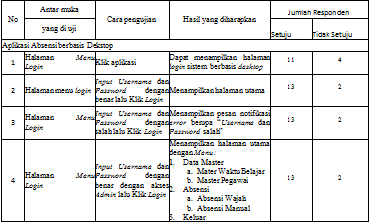 No
Antar muka
yang di uji
Cara pengujian
Hasil yang diharapkan
Jumlah Responden
Setuju
Tidak Setuju
Aplikasi Absensi berbasis Dekstop
1
Halaman Menu
Login
Klik aplikasi
Dapat menampilkan halaman
login sistem berbasis desktop
11
4
2
Halaman menu login
Input Username dan
Password dengan
benar lalu Klik Login
Menampilkan halaman utama
13
2
3
Halaman Menu
Login
Input Username dan
Password dengan
salah lalu Klik Login
Menampilkan pesan notifikasi
error berupa "Username dan
Password salah"
13
2
4
Halaman Menu
Login
Input Username dan
Password dengan
benar dengan akses
Admin lalu Klik Login
Menampilkan halaman utama
dengan Menu:
1. Data Master
a. Mater Waktu Belajar
b. Master Pegawai
2. Absensi
a. Absensi Wajah
b. Absensi Manual
3. Keluar
13
2